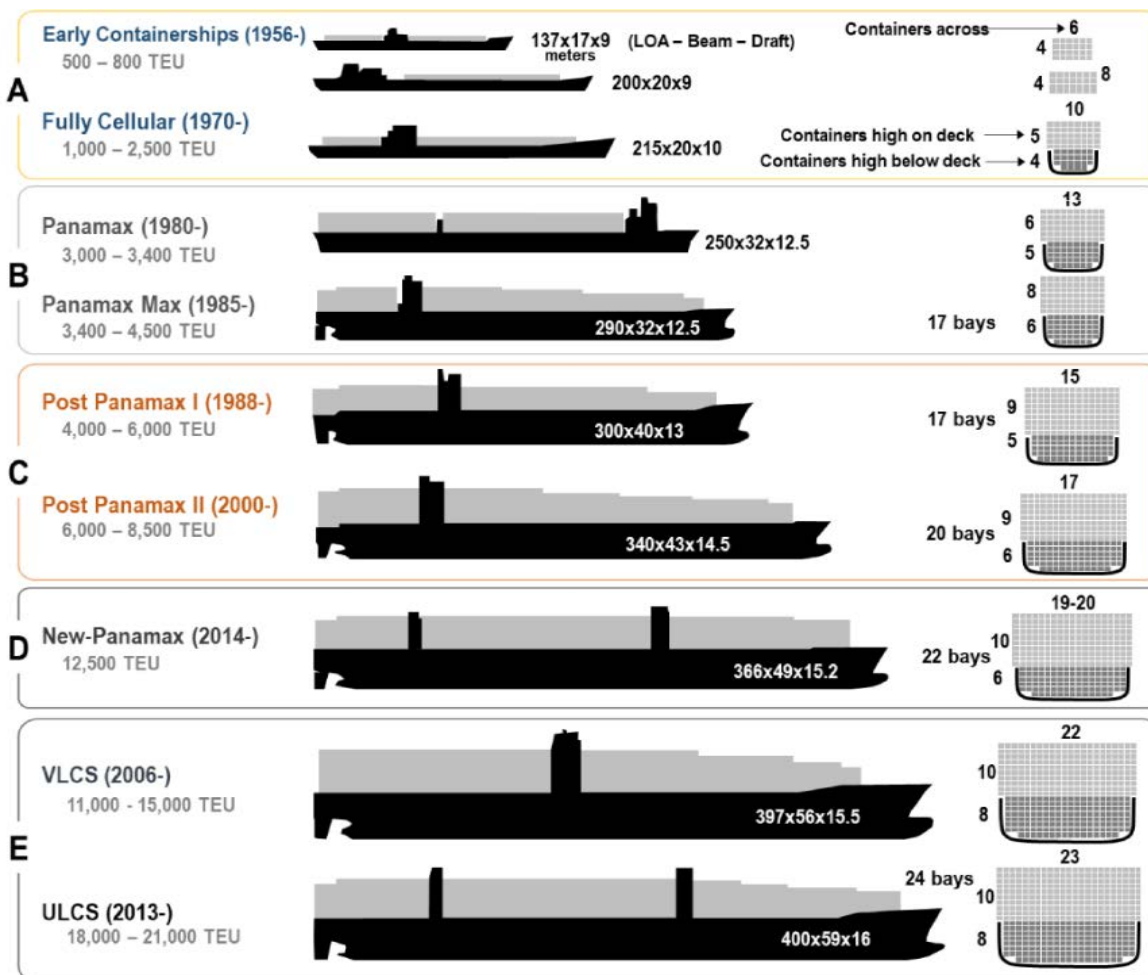 A
Early Containerships (1956-)
500 – 800 TEU
137x17x9
meters
(LOA – Beam – Draft)
200x20x9
Containers across
6
4
4
8
Fully Cellular (1970-)
1,000 – 2,500 TEU
215x20x10
10
Containers high on deck
5
Containers high below deck
4
B
Panamax (1980-)
3,000 – 3,400 TEU
250x32x12.5
13
6
5
Panamax Max (1985-)
3,400 – 4,500 TEU
290x32x12.5
17 bays
8
6
C
Post Panamax I (1988-)
4,000 – 6,000 TEU
300x40x13
17 bays
15
9
5
Post Panamax II (2000-)
6,000 – 8,500 TEU
340x43x14.5
20 bays
17
9
6
D
New-Panamax (2014-)
12,500 TEU
366x49x15.2
22 bays
19-20
10
6
E
VLCS (2006-)
11,000 - 15,000 TEU
397x56x15.5
22
10
8
ULCS (2013-)
18,000 – 21,000 TEU
400x59x16
24 bays
23
10
8